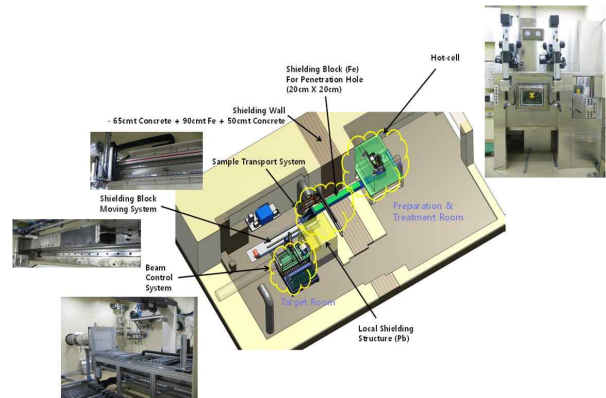 Hot-cell
Shielding Block (Fe)
For Penetration Hole
(20cm X 20cm)
Shielding Wall
- 65cmt Concrete + 90cmt Fe + 50cmt Concrete
Sample Transport System
Shielding Block
Moving System
Preparation &
Treatment Room
Beam
Control
System
Target Room
Local Shielding
Structure (Pb)